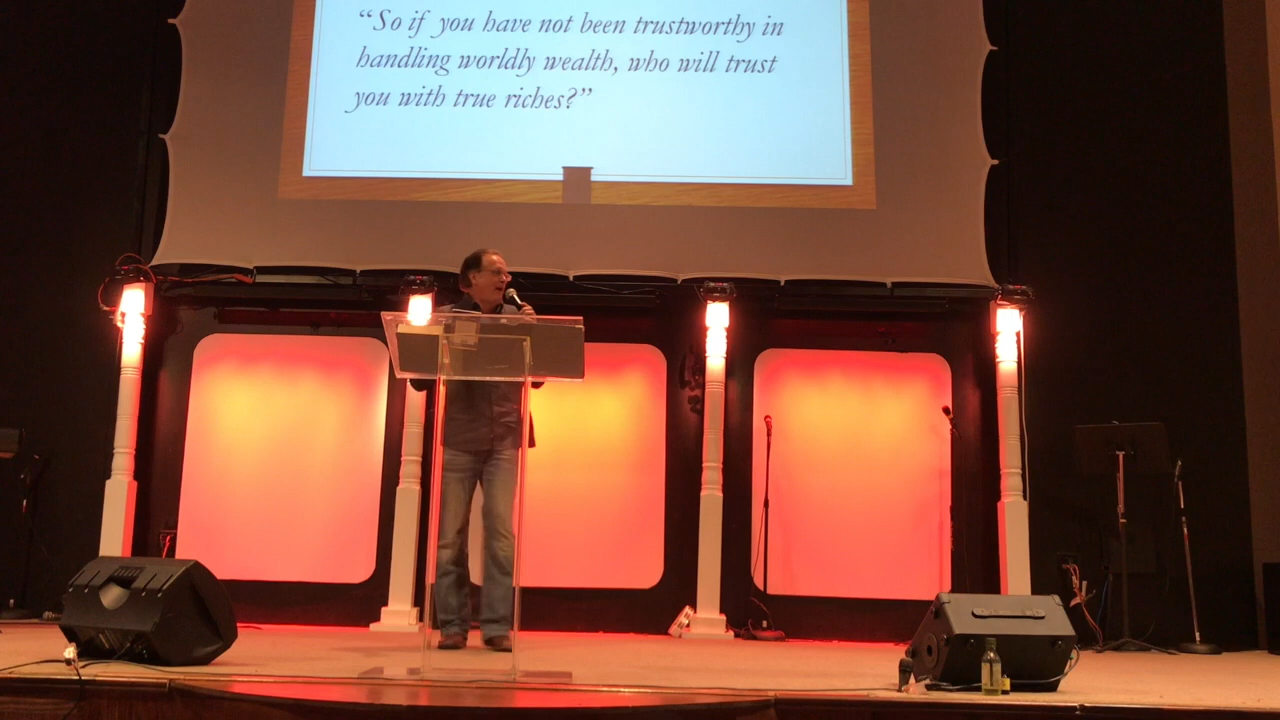 “So if you have not been trustworthy in
handling worldly wealth, who will trust
you with true riches?”